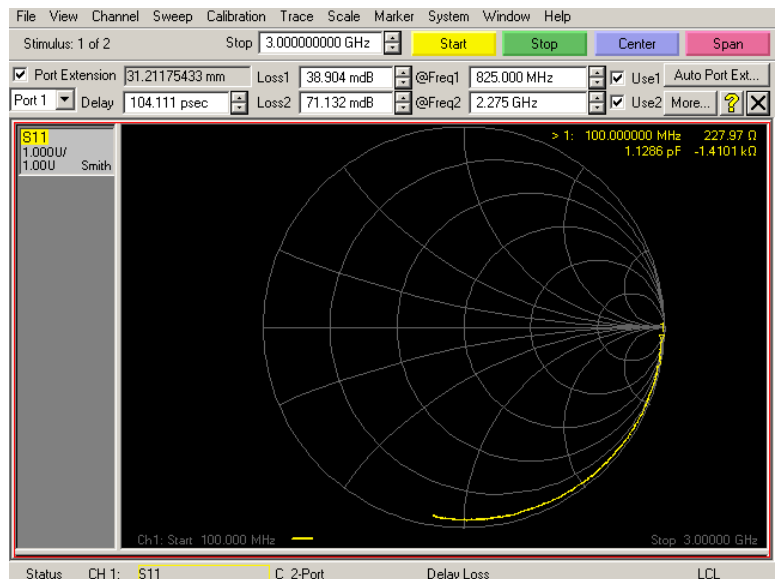 File View Channel Sweep Calibration Trace Scale Marker System Window Help
Stimulus: 1 of 2 Stop 3.000000000 GHz Start Stop Center Span
Port Extension 31.21175433 mm Loss1 38.904 mdB @Freq1 825.000 MHz Use1 Auto Port Ext...
Port 1 Delay 104.111 psec Loss2 71.132 mdB @Freq2 2.275 GHz Use2 More... ?
S11
1.000U/
1.00U Smith
> 1: 100.000000 MHz 227.97 Ω
1.1286 pF -1.4101 kΩ
Ch1: Start 100.000 MHz Stop 3.00000 GHz
Status CH 1: S11 C 2-Port Delay Loss LCL